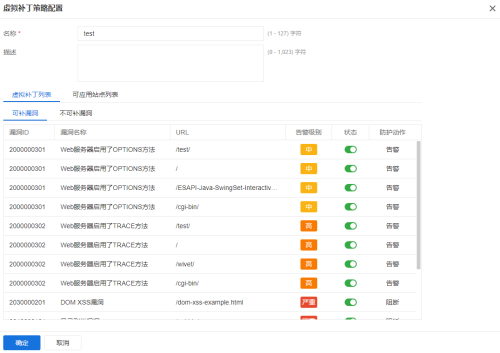 虚拟补丁策略配置
名称 * test (1 - 127) 字符
描述 (0 - 1,023) 字符
虚拟补丁列表 可应用站点列表
可补漏洞 不可补漏洞
漏洞ID 漏洞名称 URL 告警级别 状态 防护动作
2000000301 Web服务器启用了OPTIONS方法 /test/ 中 告警
2000000301 Web服务器启用了OPTIONS方法 / 中 告警
2000000301 Web服务器启用了OPTIONS方法 /ESAPI-Java-SwingSet-Interactiv... 中 告警
2000000301 Web服务器启用了OPTIONS方法 /cgi-bin/ 中 告警
2000000302 Web服务器启用了TRACE方法 /test/ 高 告警
2000000302 Web服务器启用了TRACE方法 / 高 告警
2000000302 Web服务器启用了TRACE方法 /wivet/ 高 告警
2000000302 Web服务器启用了TRACE方法 /cgi-bin/ 高 告警
2030000201 DOM XSS漏洞 /dom-xss-example.html 严重 阻断
确定 取消